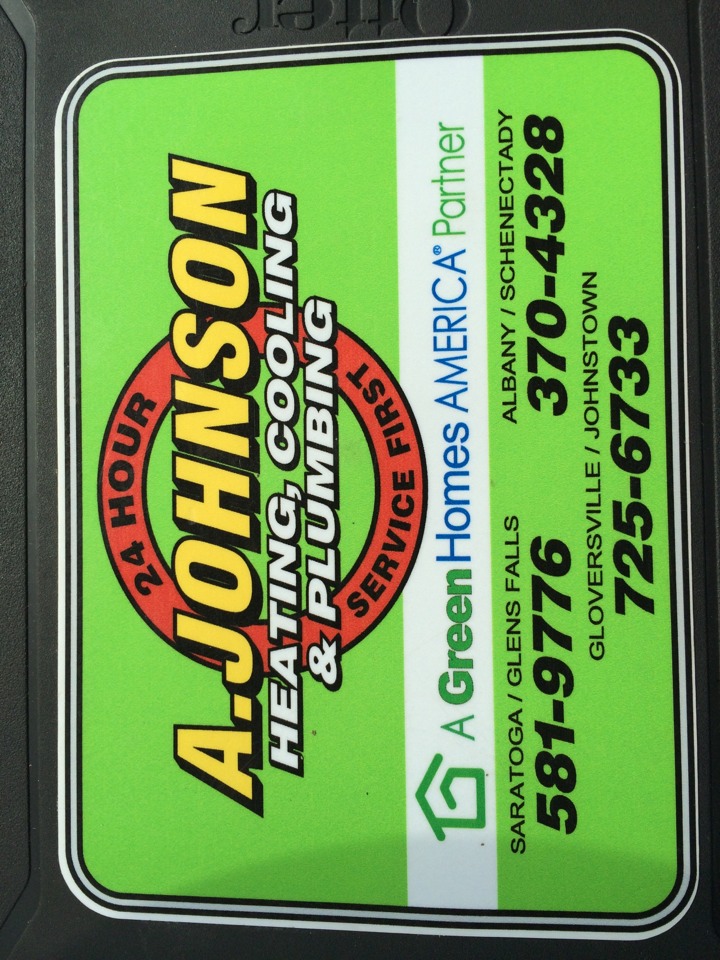 Otter
24 HOUR
A. JOHNSON
HEATING, COOLING
& PLUMBING
SERVICE FIRST
A Green Homes AMERICA® Partner
SARATOGA / GLENS FALLS
581-9776
ALBANY / SCHENECTADY
370-4328
GLOVERSVILLE / JOHNSTOWN
725-6733